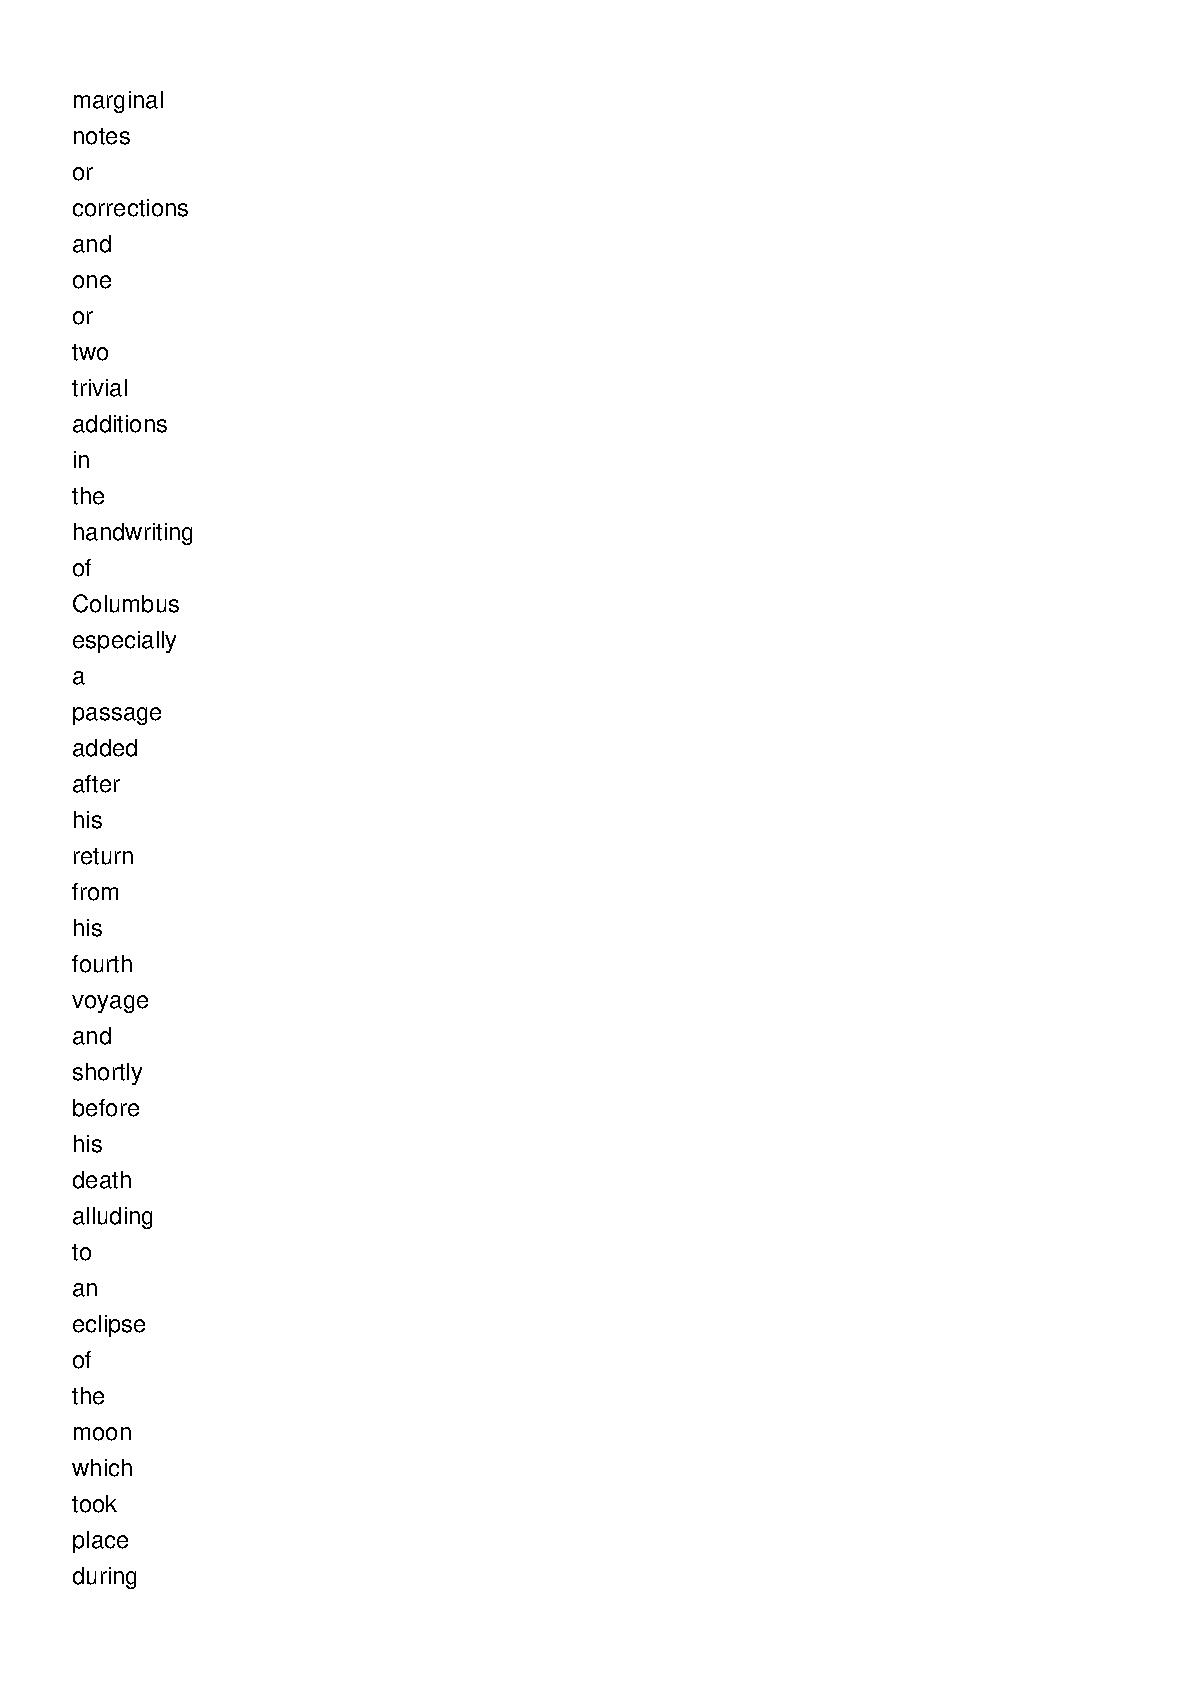 marginal
notes
or
corrections
and
one
or
two
trivial
additions
in
the
handwriting
of
Columbus
especially
a
passage
added
after
his
return
from
his
fourth
voyage
and
shortly
before
his
death
alluding
to
an
eclipse
of
the
moon
which
took
place
during